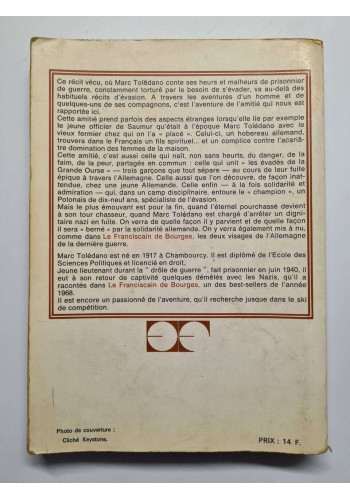 Ce récit vécu, où Marc Tolédano conte ses heurs et malheurs de prisonnier
de guerre, constamment torturé par le besoin de s'évader, va au-delà des
habituels récits d'évasion. A travers les aventures d'un homme et de
quelques-uns de ses compagnons, c'est l'aventure de l'amitié qui nous est
rapportée ici.
Cette amitié prend parfois des aspects étranges lorsqu'elle lie par exemple
le jeune officier de Saumur qu'était à l'époque Marc Tolédano avec le
vieux fermier chez qui on l'a « placé ». Celui-ci, un hobereau allemand,
trouvera dans le Français un fils spirituel... et un complice contre l'acariâ-
tre domination des femmes de la maison.
Cette amitié, c'est aussi celle qui naît, non sans heurts, du danger, de la
faim, de la peur, partagés en commun : celle qui unit « les évadés de la
Grande Ourse » — trois garçons que tout sépare — au cours de leur fuite
épique à travers l'Allemagne. Celle aussi que l'on découvre, de façon inat-
tendue, chez une jeune Allemande. Celle enfin — à la fois solidarité et
admiration — qui, dans un camp disciplinaire, entoure le « champion », un
Polonais de dix-neuf ans, spécialiste de l'évasion.
Mais le plus émouvant est pour la fin, quand l'éternel pourchassé devient
à son tour chasseur, quand Marc Tolédano est chargé d'arrêter un digni-
taire nazi en fuite. On verra de quelle façon il y parvient et de quelle façon
il sera « berné » par la solidarité allemande. On y verra également mis à nu,
comme dans Le Franciscain de Bourges, les deux visages de l'Allemagne
de la dernière guerre.
Marc Tolédano est né en 1917 à Chambourcy. Il est diplômé de l'Ecole des
Sciences Politiques et licencié en droit.
Jeune lieutenant durant la "drôle de guerre", fait prisonnier en juin 1940, il
eut à son retour de captivité quelques démêlés avec les Nazis, qu'il a
racontés dans Le Franciscain de Bourges, un des best-sellers de l'année
1968.
Il est encore un passionné de l'aventure, qu'il recherche jusque dans le ski
de compétition.
Photo de couverture :
Cliché Keystone.
PRIX : 14 F.